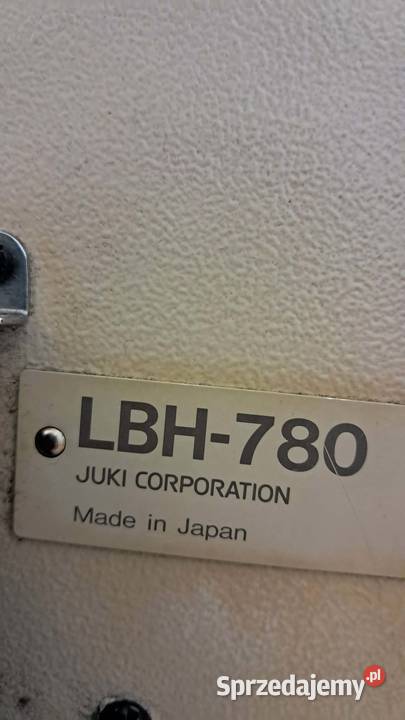 LBH-780
JUKI CORPORATION
Made in Japan
Sprzedajemy.pl